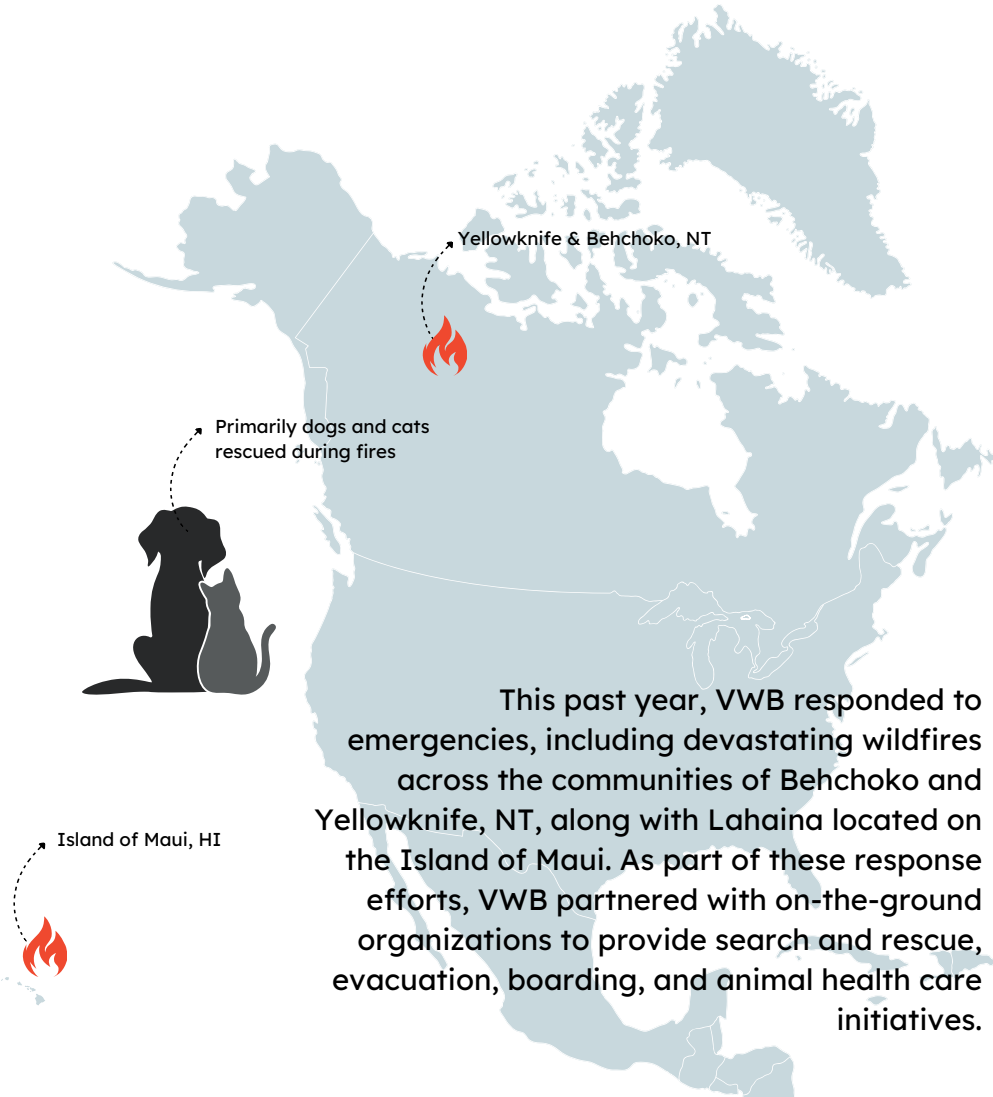 Yellowknife & Behchoko, NT
Primarily dogs and cats
rescued during fires
This past year, VWB responded to
emergencies, including devastating wildfires
across the communities of Behchoko and
Yellowknife, NT, along with Lahaina located on
the Island of Maui. As part of these response
efforts, VWB partnered with on-the-ground
organizations to provide search and rescue,
evacuation, boarding, and animal health care
initiatives.
Island of Maui, HI